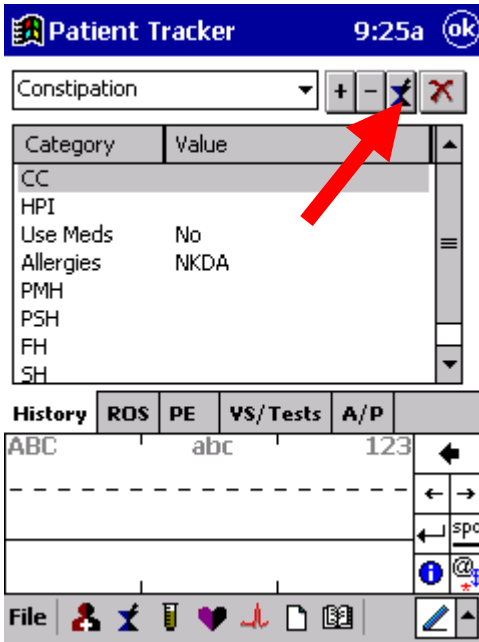 Patient Tracker 9:25a ok
Constipation + -
Category Value
CC
HPI
Use Meds No
Allergies NKDA
PMH
PSH
FH
SH
History ROS PE VS/Tests A/P
ABC abc 123
spc
@
*
File